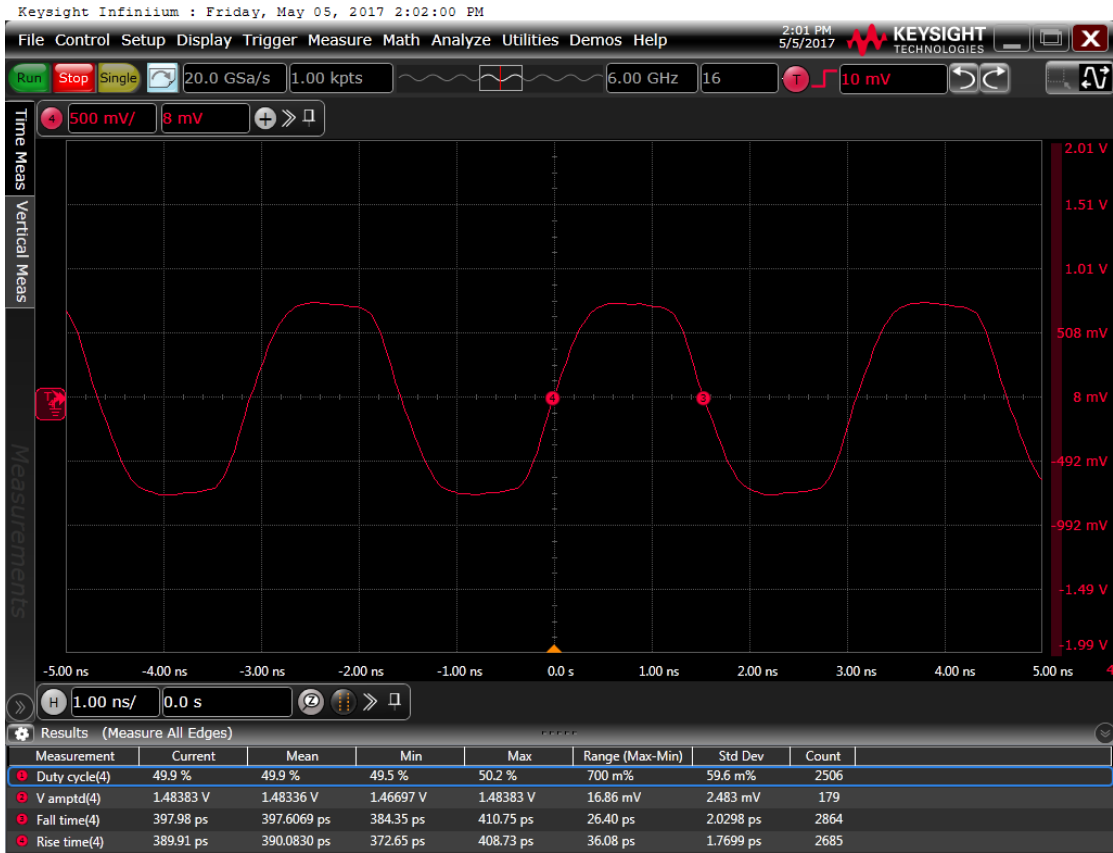 Keysight Infiniium : Friday, May 05, 2017 2:02:00 PM
File Control Setup Display Trigger Measure Math Analyze Utilities Demos Help
2:01 PM
5/5/2017
KEYSIGHT
TECHNOLOGIES
X
Run Stop Single 20.0 GSa/s 1.00 kpts 6.00 GHz 16 T 10 mV
4 500 mV/ 8 mV
Time Meas
Vertical Meas
Measurements
2.01 V
1.51 V
1.01 V
508 mV
8 mV
-492 mV
-992 mV
-1.49 V
-1.99 V
T
4
3
-5.00 ns -4.00 ns -3.00 ns -2.00 ns -1.00 ns 0.0 s 1.00 ns 2.00 ns 3.00 ns 4.00 ns 5.00 ns
H 1.00 ns/ 0.0 s Z
Results (Measure All Edges)
Measurement Current Mean Min Max Range (Max-Min) Std Dev Count
1 Duty cycle(4) 49.9 % 49.9 % 49.5 % 50.2 % 700 m% 59.6 m% 2506
2 V amptd(4) 1.48383 V 1.48336 V 1.46697 V 1.48383 V 16.86 mV 2.483 mV 179
3 Fall time(4) 397.98 ps 397.6069 ps 384.35 ps 410.75 ps 26.40 ps 2.0298 ps 2864
4 Rise time(4) 389.91 ps 390.0830 ps 372.65 ps 408.73 ps 36.08 ps 1.7699 ps 2685